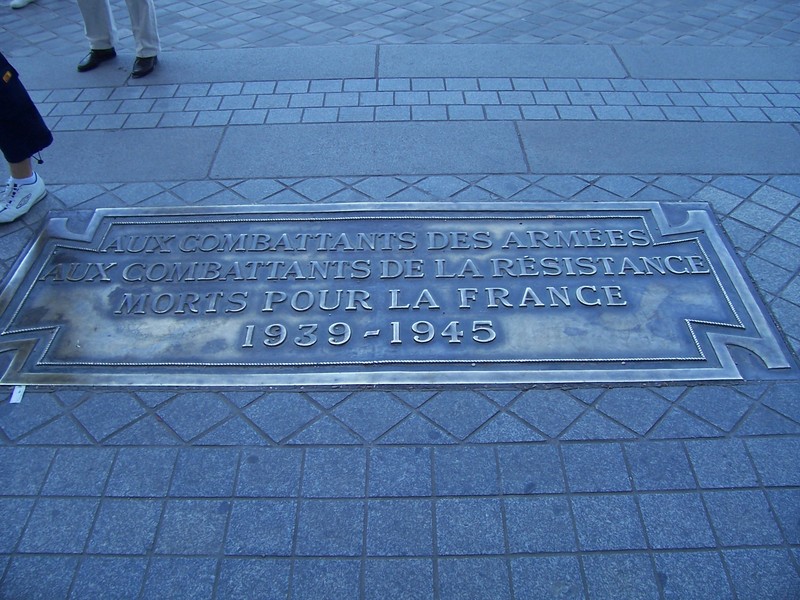 AUX COMBATTANTS DES ARMÉES
AUX COMBATTANTS DE LA RÉSISTANCE
MORTS POUR LA FRANCE
1939-1945